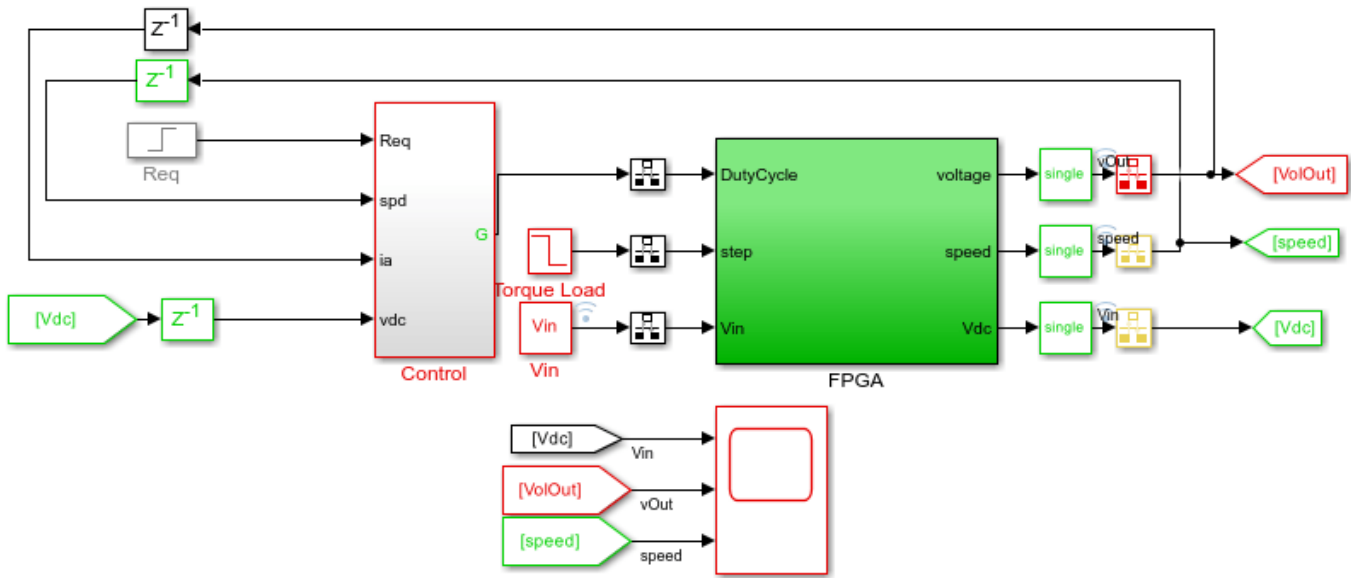 Z-1
Z-1
Req
Req
spd
ia
vdc
G
Control
[Vdc]
Z-1
Torque Load
Vin
Vin
DutyCycle
step
Vin
voltage
speed
Vdc
FPGA
single
vOut
[VolOut]
single
speed
[speed]
single
Vin
[Vdc]
[Vdc]
Vin
[VolOut]
vOut
[speed]
speed